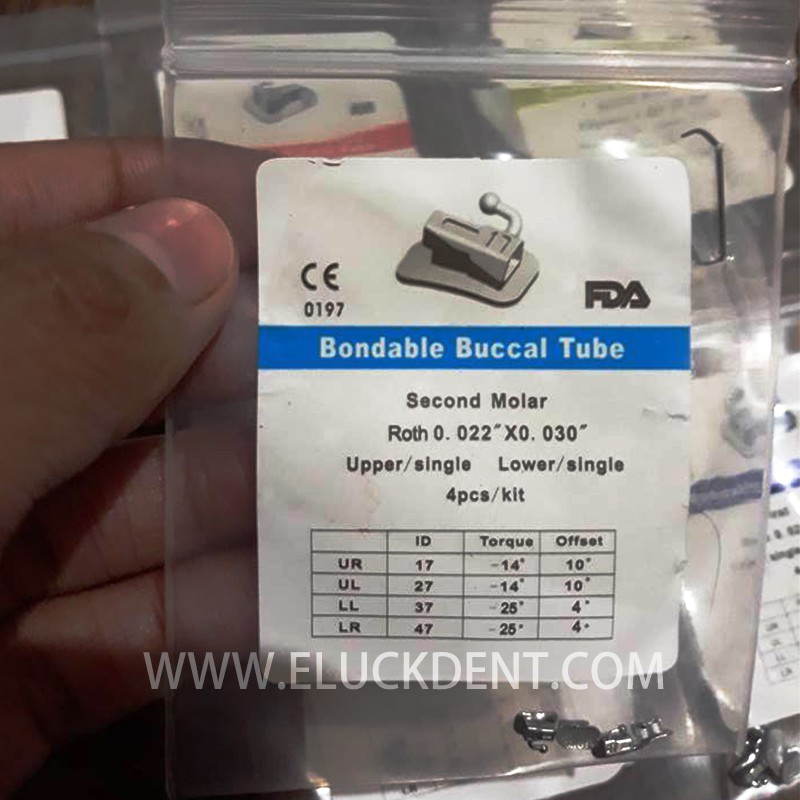 17
CE
0197
FDA
Bondable Buccal Tube
Second Molar
Roth 0. 022″X0. 030″
Upper/single Lower/single
4pcs/kit
ID Torque Offset
UR 17 -14° 10°
UL 27 -14° 10°
LL 37 -25° 4°
LR 47 -25° 4°
WWW.ELUCKDENT.COM